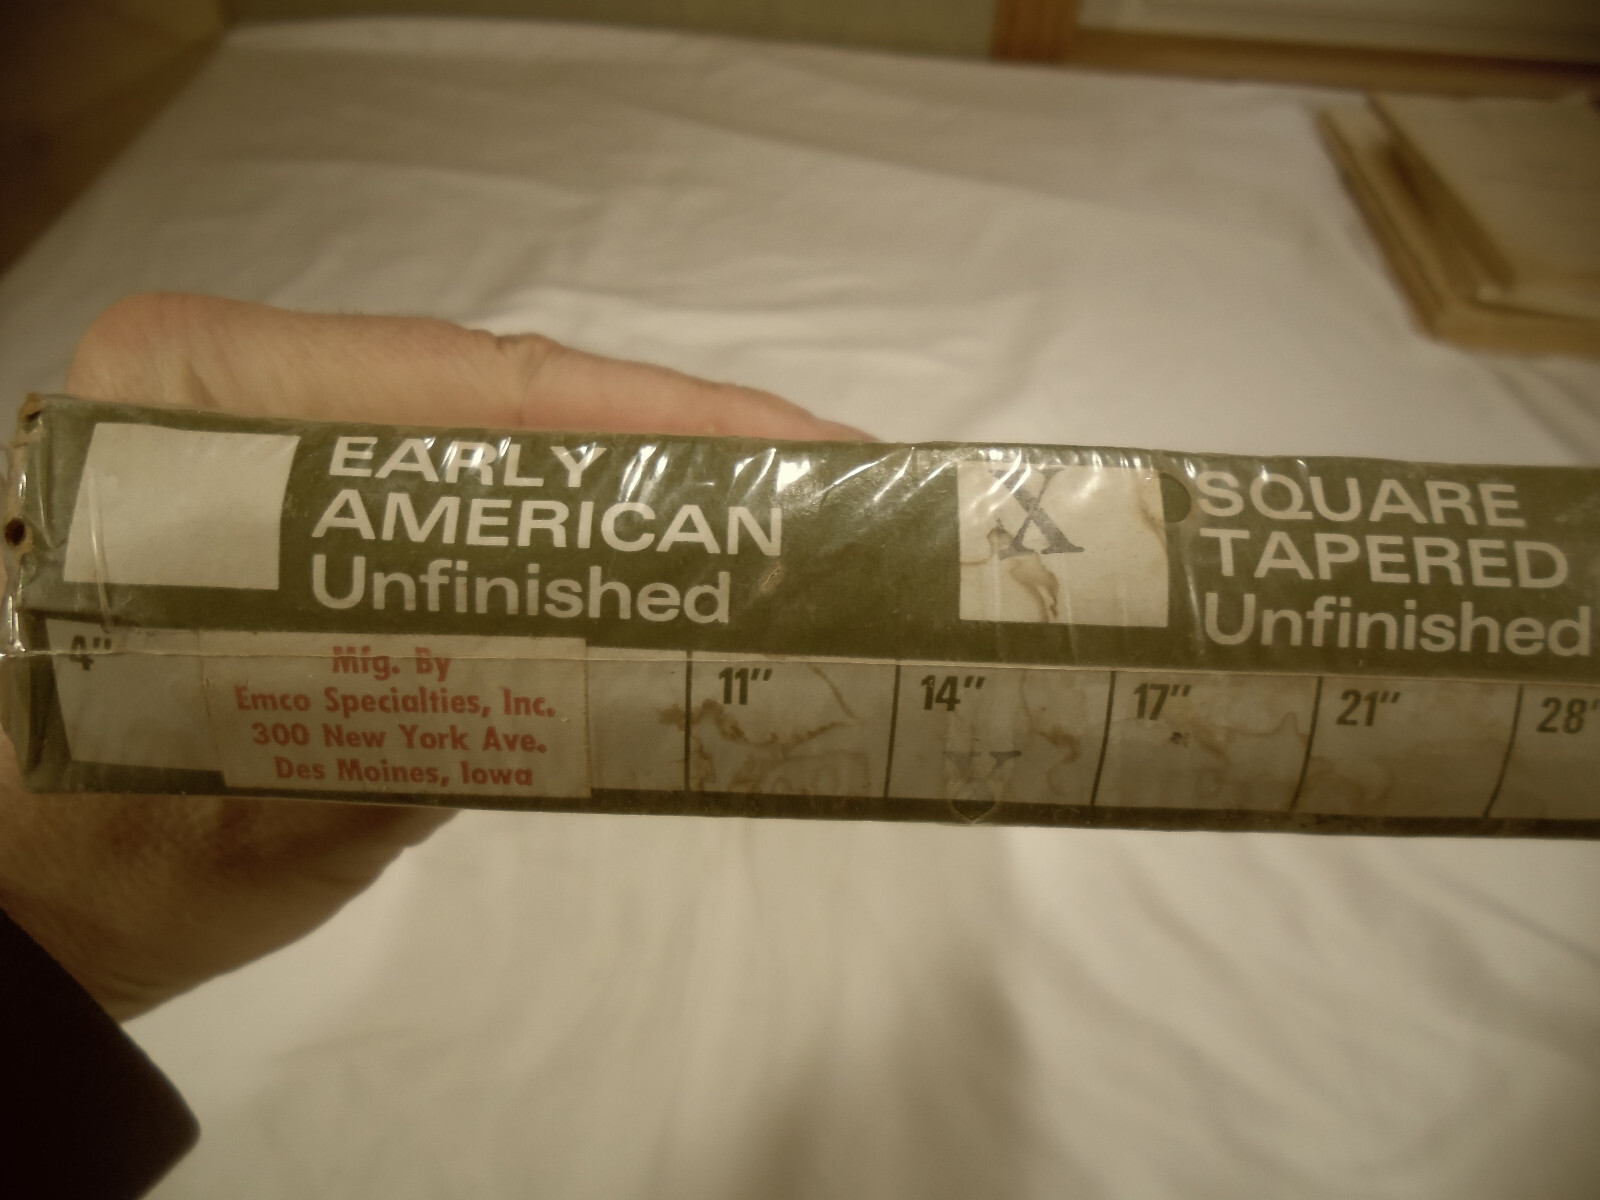 EARLY
AMERICAN
Unfinished
X
SQUARE
TAPERED
Unfinished
4"
Mfg. By
Emco Specialties, Inc.
300 New York Ave.
Des Moines, Iowa
11"
14"
X
17"
21"
28"